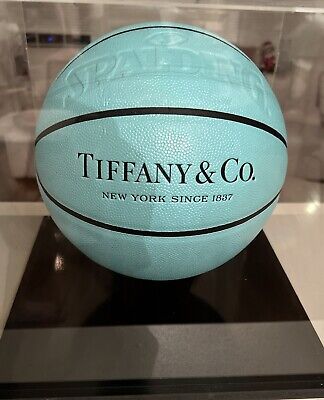 SPALDING
TIFFANY & CO.
NEW YORK SINCE 1837